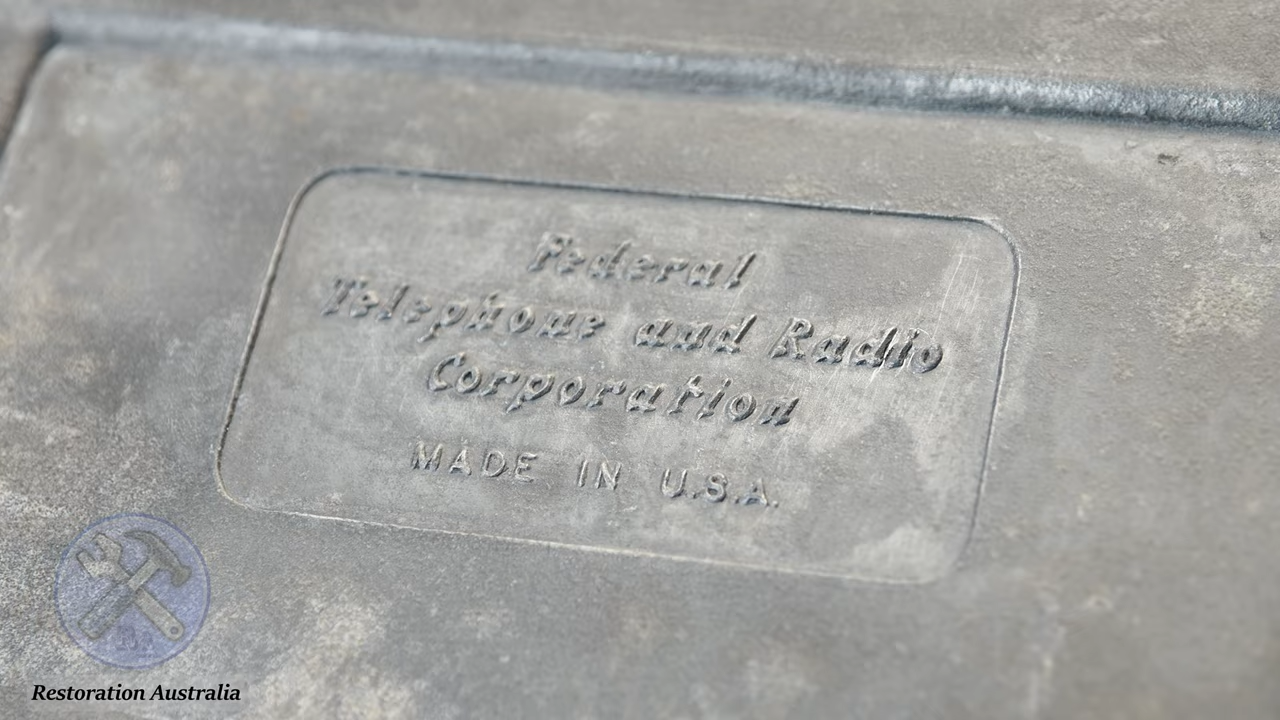 Federal
Telephone and Radio
Corporation
MADE IN U.S.A.
Restoration Australia